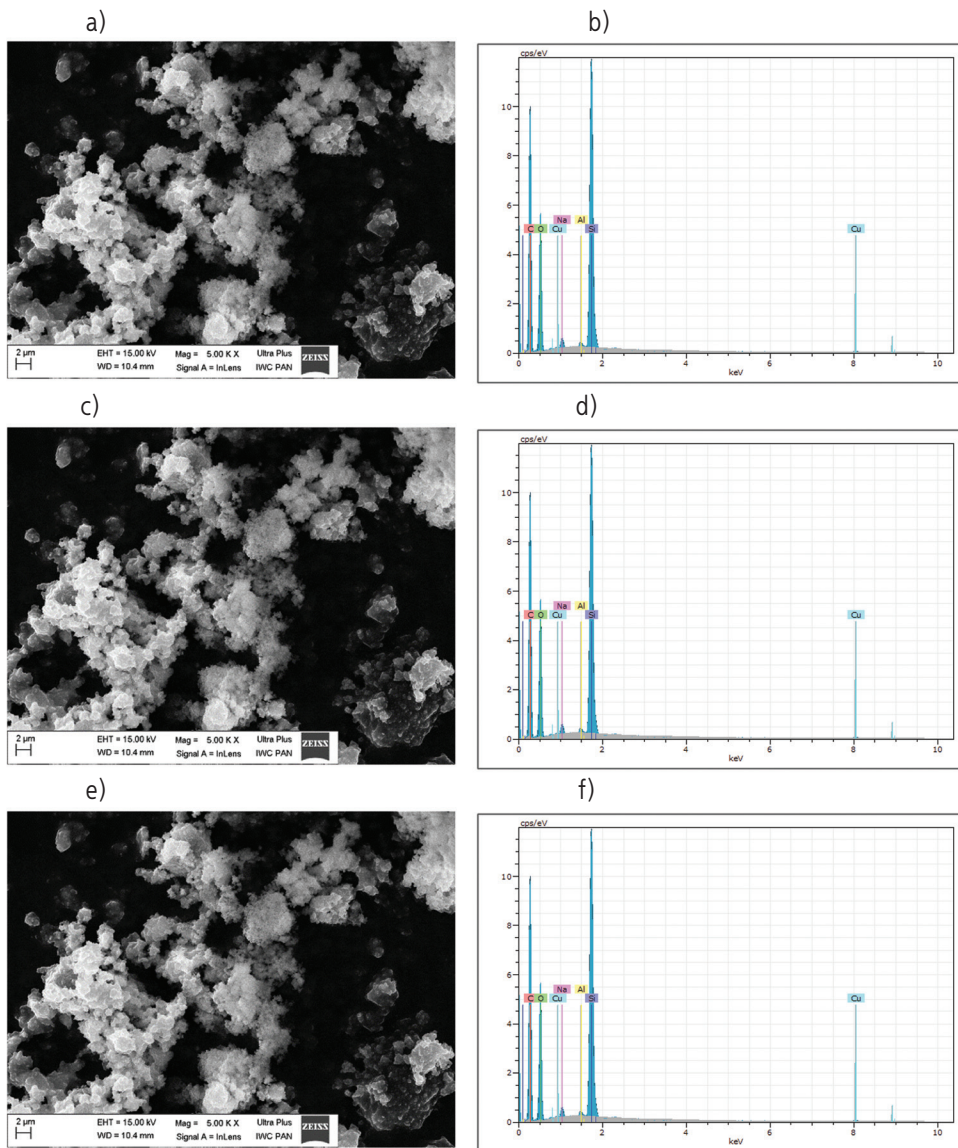 a)
2 µm
EHT = 15.00 kV Mag = 5.00 K X Ultra Plus
WD = 10.4 mm Signal A = InLens IWC PAN
ZEISS
b)
cps/eV
10
8
6
4
2
0
Na Al
C O Cu Si Cu
0 2 4 6 8 10
keV
c)
2 µm
EHT = 15.00 kV Mag = 5.00 K X Ultra Plus
WD = 10.4 mm Signal A = InLens IWC PAN
ZEISS
d)
cps/eV
10
8
6
4
2
0
Na Al
C O Cu Si Cu
0 2 4 6 8 10
keV
e)
2 µm
EHT = 15.00 kV Mag = 5.00 K X Ultra Plus
WD = 10.4 mm Signal A = InLens IWC PAN
ZEISS
f)
cps/eV
10
8
6
4
2
0
Na Al
C O Cu Si Cu
0 2 4 6 8 10
keV